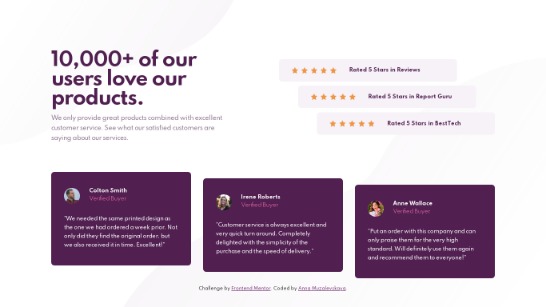 10,000+ of our
users love our
products.
We only provide great products combined with excellent
customer service. See what our satisfied customers are
saying about our services.
Rated 5 Stars in Reviews
Rated 5 Stars in Report Guru
Rated 5 Stars in BestTech
Colton Smith
Verified Buyer
"We needed the same printed design as
the one we had ordered a week prior. Not
only did they find the original order, but
we also received it in time. Excellent!"
Irene Roberts
Verified Buyer
"Customer service is always excellent and
very quick turn around. Completely
delighted with the simplicity of the
purchase and the speed of delivery."
Anne Wallace
Verified Buyer
"Put an order with this company and can
only praise them for the very high
standard. Will definitely use them again
and recommend them to everyone!"
Challenge by Frontend Mentor. Coded by Anna